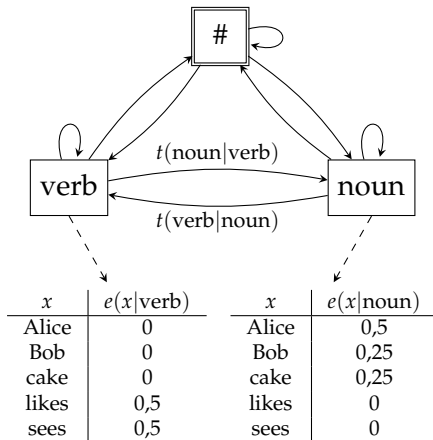 #
t(noun|verb)
verb
noun
t(verb|noun)
x e(x|verb)
Alice 0
Bob 0
cake 0
likes 0,5
sees 0,5
x e(x|noun)
Alice 0,5
Bob 0,25
cake 0,25
likes 0
sees 0